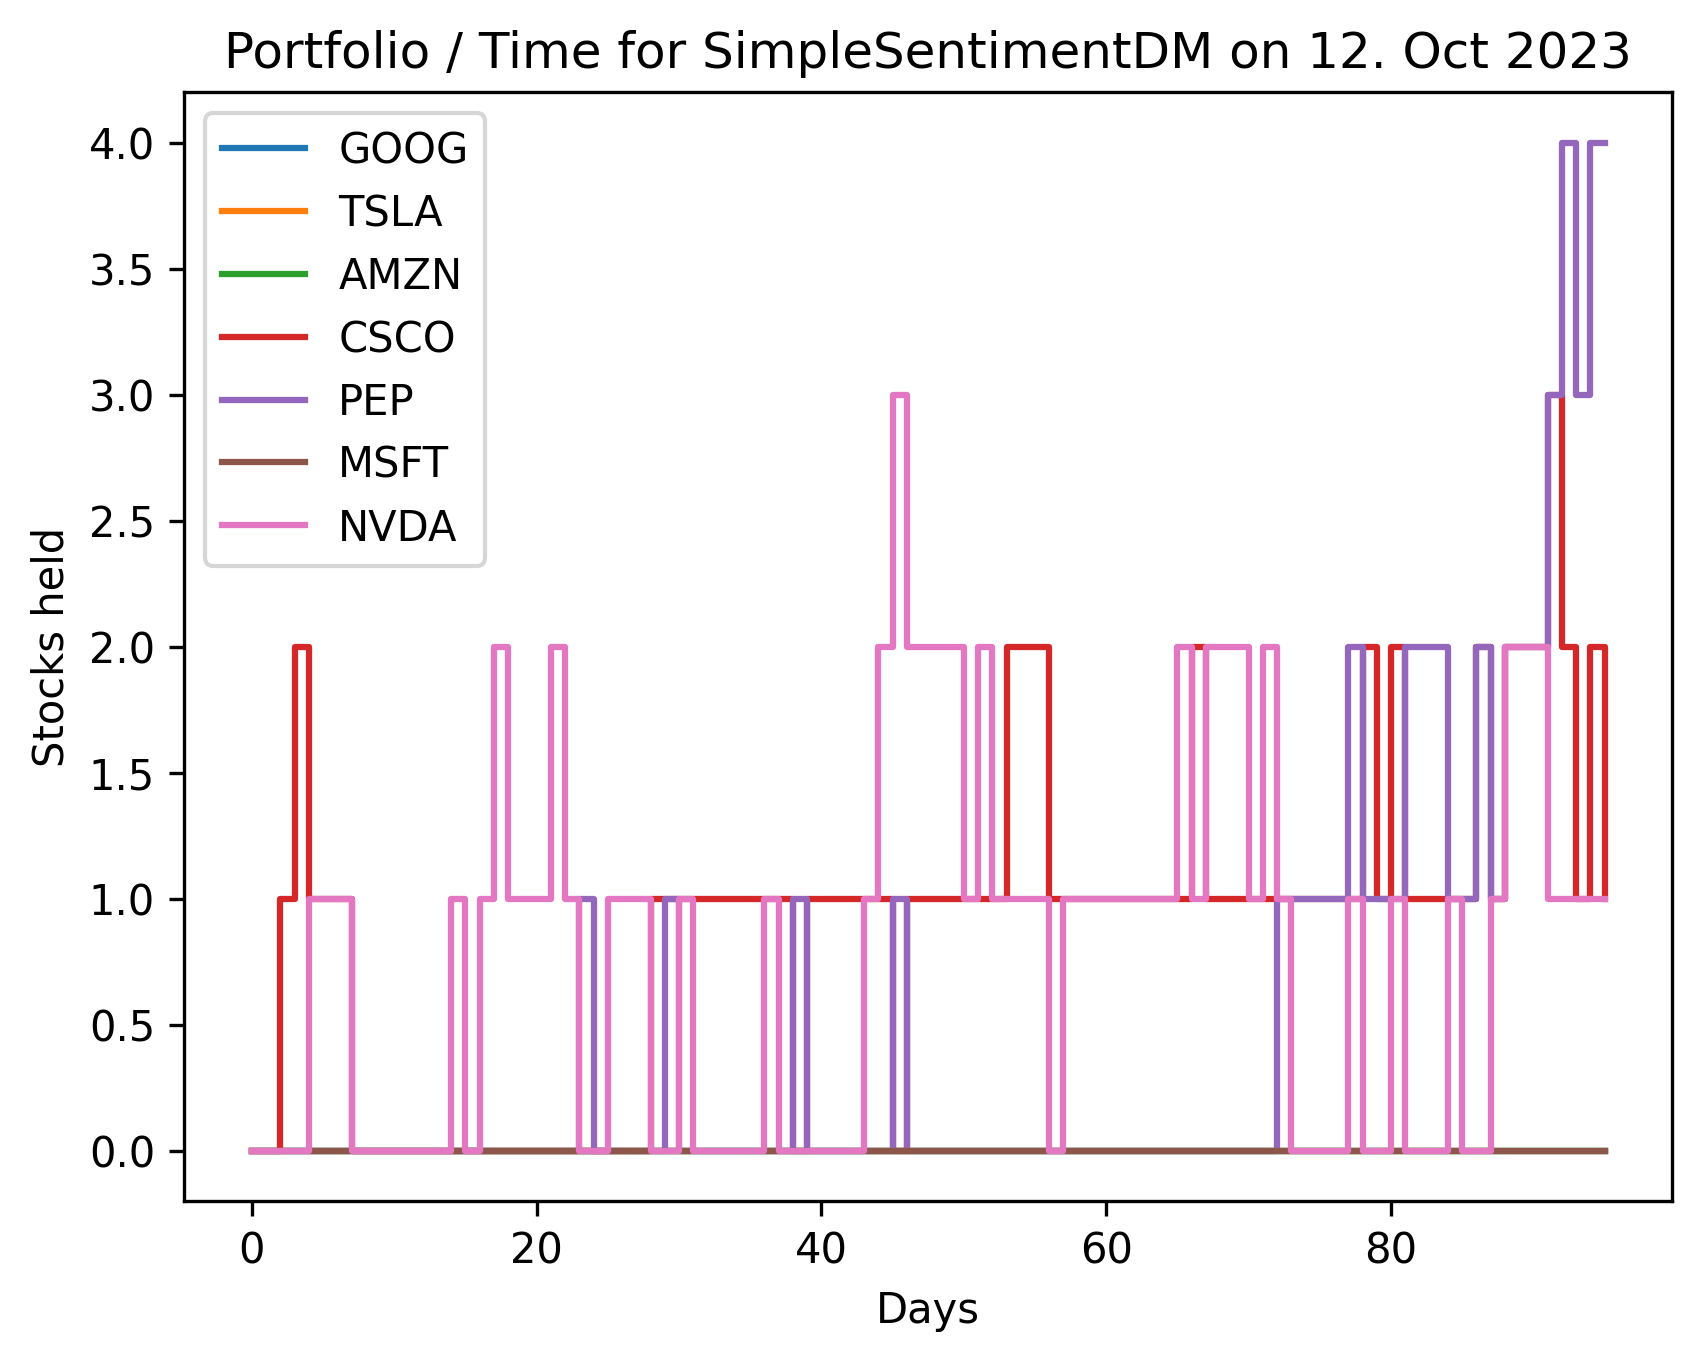 Portfolio / Time for SimpleSentimentDM on 12. Oct 2023
4.0
3.5
3.0
2.5
2.0
1.5
1.0
0.5
0.0
Stocks held
GOOG
TSLA
AMZN
CSCO
PEP
MSFT
NVDA
0
20
40
60
80
Days